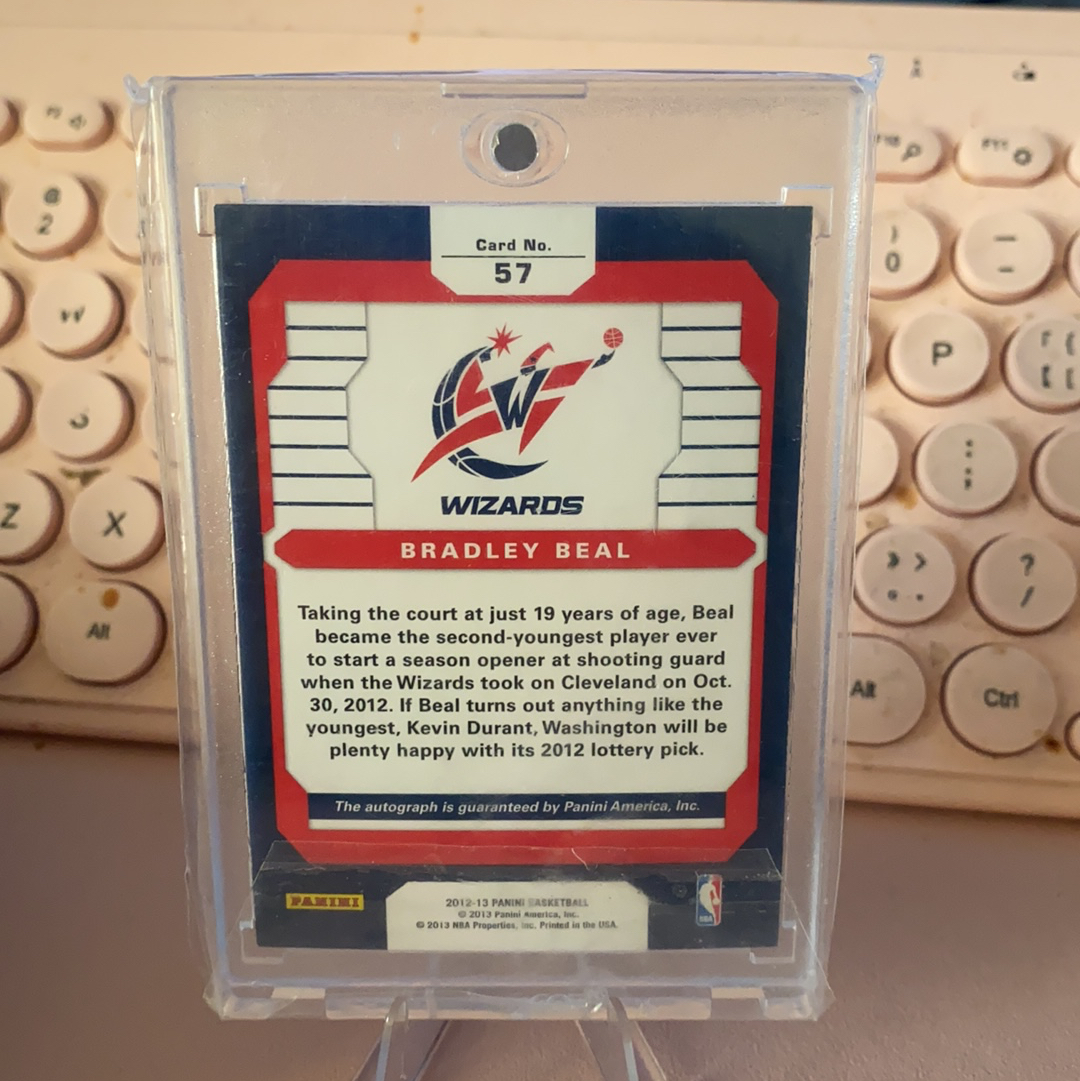 Card No.
57
W
WIZARDS
BRADLEY BEAL
Taking the court at just 19 years of age, Beal
became the second-youngest player ever
to start a season opener at shooting guard
when the Wizards took on Cleveland on Oct.
30, 2012. If Beal turns out anything like the
youngest, Kevin Durant, Washington will be
plenty happy with its 2012 lottery pick.
The autograph is guaranteed by Panini America, Inc.
PANINI
2012-13 PANINI BASKETBALL
© 2013 Panini America, Inc.
© 2013 NBA Properties, Inc. Printed in the USA.
NBA
@
2
W
Z
X
Alt
F11
)
0
P
?
/
Alt
Ctrl